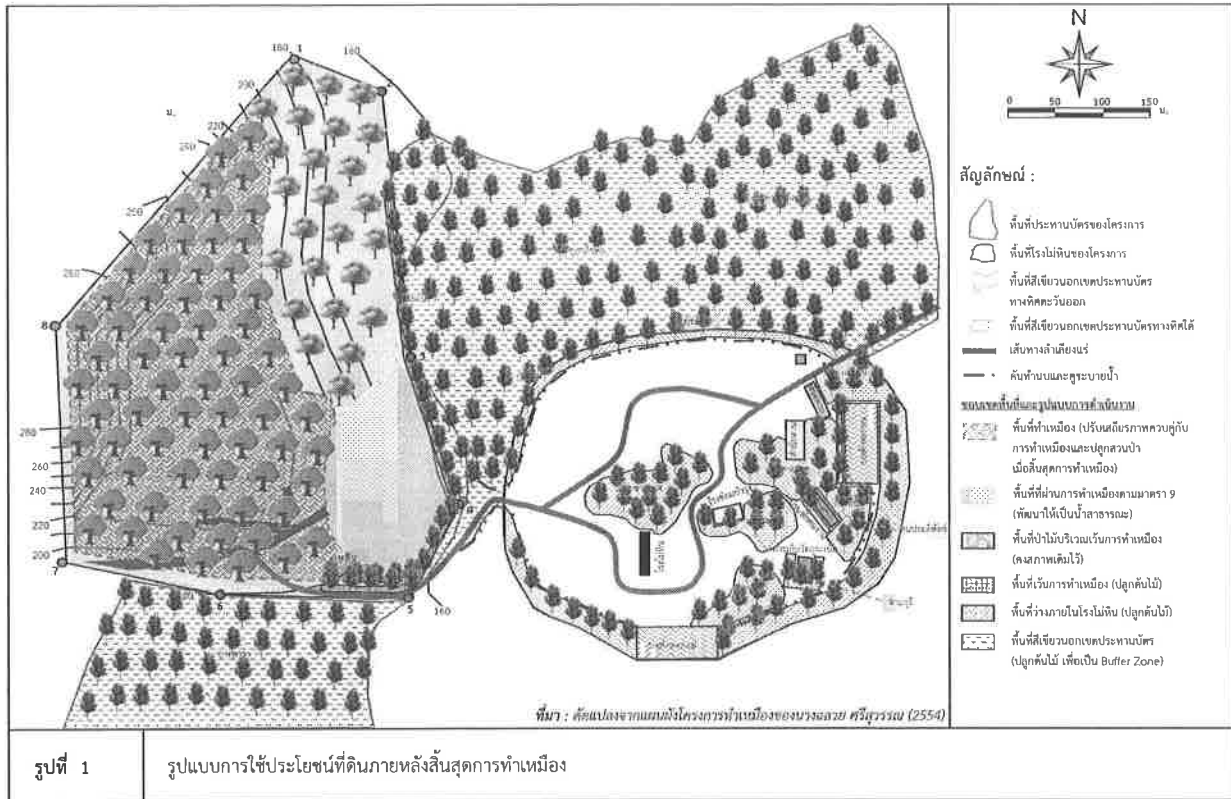 160
1
160
200
ม.
220
240
250
260
8
280
260
240
220
200
7
6
5
160
N
0 50 100 150 ม.
สัญลักษณ์ :
พื้นที่ประทานบัตรของโครงการ
พื้นที่โรงโม่หินของโครงการ
พื้นที่สีเขียวนอกเขตประทานบัตร
ทางทิศตะวันออก
พื้นที่สีเขียวนอกเขตประทานบัตรทางทิศใต้
เส้นทางลำเลียงแร่
คันทำนบและคูระบายน้ำ
ขอบเขตพื้นที่และรูปแบบการดำเนินงาน
พื้นที่ทำเหมือง (ปรับเสถียรภาพควบคู่กับ
การทำเหมืองและปลูกสวนป่า
เมื่อสิ้นสุดการทำเหมือง)
พื้นที่ที่ผ่านการทำเหมืองตามมาตรา 9
(พัฒนาให้เป็นน้ำสาธารณะ)
พื้นที่ป่าไม้บริเวณเว้นการทำเหมือง
(คงสภาพเดิมไว้)
พื้นที่เว้นการทำเหมือง (ปลูกต้นไม้)
พื้นที่ว่างภายในโรงโม่หิน (ปลูกต้นไม้)
พื้นที่สีเขียวนอกเขตประทานบัตร
(ปลูกต้นไม้ เพื่อเป็น Buffer Zone)
ที่มา : ดัดแปลงจากแผนผังโครงการทำเหมืองของนางฉลวย ศรีสุวรรณ (2554)
รูปที่ 1
รูปแบบการใช้ประโยชน์ที่ดินภายหลังสิ้นสุดการทำเหมือง